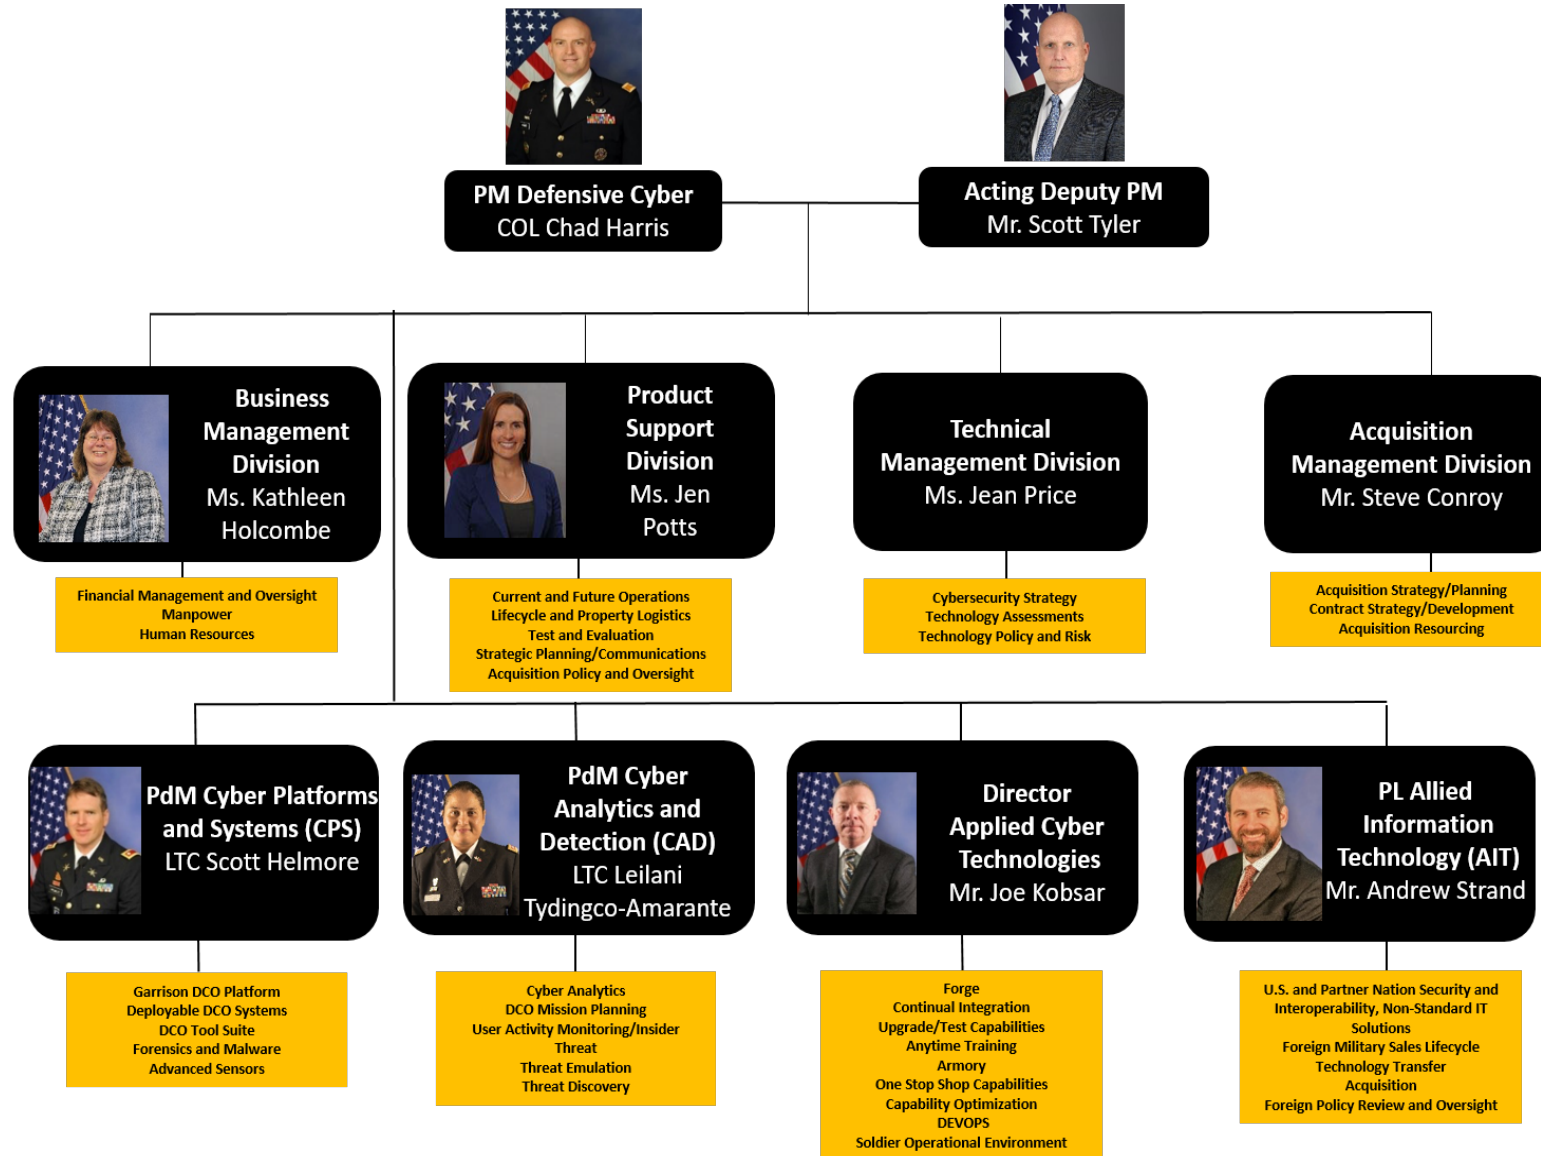 PM Defensive Cyber
COL Chad Harris
Acting Deputy PM
Mr. Scott Tyler
Business
Management
Division
Ms. Kathleen
Holcombe
Product
Support
Division
Ms. Jen
Potts
Technical
Management Division
Ms. Jean Price
Acquisition
Management Division
Mr. Steve Conroy
Financial Management and Oversight
Manpower
Human Resources
Current and Future Operations
Lifecycle and Property Logistics
Test and Evaluation
Strategic Planning/Communications
Acquisition Policy and Oversight
Cybersecurity Strategy
Technology Assessments
Technology Policy and Risk
Acquisition Strategy/Planning
Contract Strategy/Development
Acquisition Resourcing
PdM Cyber Platforms
and Systems (CPS)
LTC Scott Helmore
PdM Cyber
Analytics and
Detection (CAD)
LTC Leilani
Tydingco-Amarante
Director
Applied Cyber
Technologies
Mr. Joe Kobsar
PL Allied
Information
Technology (AIT)
Mr. Andrew Strand
Garrison DCO Platform
Deployable DCO Systems
DCO Tool Suite
Forensics and Malware
Advanced Sensors
Cyber Analytics
DCO Mission Planning
User Activity Monitoring/Insider
Threat
Threat Emulation
Threat Discovery
Forge
Continual Integration
Upgrade/Test Capabilities
Anytime Training
Armory
One Stop Shop Capabilities
Capability Optimization
DEVOPS
Soldier Operational Environment
U.S. and Partner Nation Security and
Interoperability, Non-Standard IT
Solutions
Foreign Military Sales Lifecycle
Technology Transfer
Acquisition
Foreign Policy Review and Oversight